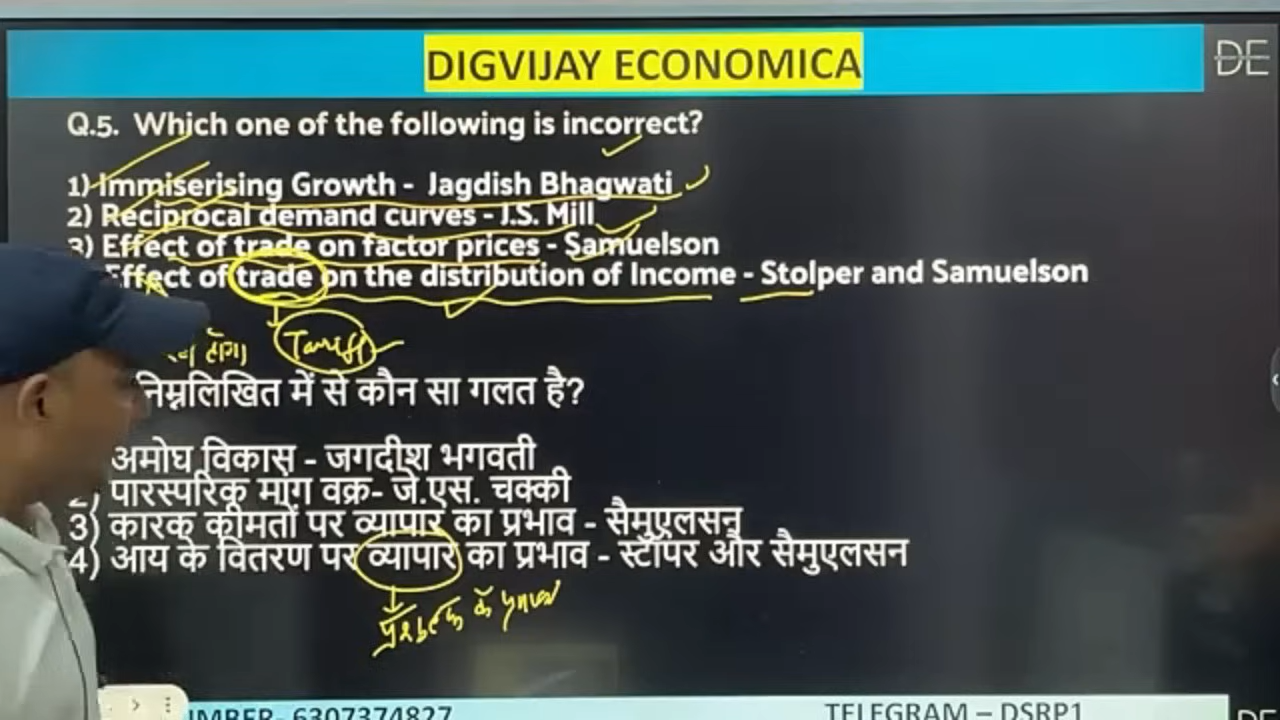 DIGVIJAY ECONOMICA
DE
Q.5. Which one of the following is incorrect?
1) Immiserising Growth - Jagdish Bhagwati
2) Reciprocal demand curves - J.S. Mill
3) Effect of trade on factor prices - Samuelson
Effect of trade on the distribution of Income - Stolper and Samuelson
Tariff
निम्नलिखित में से कौन सा गलत है?
अमोघ विकास - जगदीश भगवती
2) पारस्परिक मांग वक्र- जे.एस. चक्की
3) कारक कीमतों पर व्यापार का प्रभाव - सैमुएलसन
4) आय के वितरण पर व्यापार का प्रभाव - स्टॉपर और सैमुएलसन
6307374827
TELEGRAM – DSRP1
DE